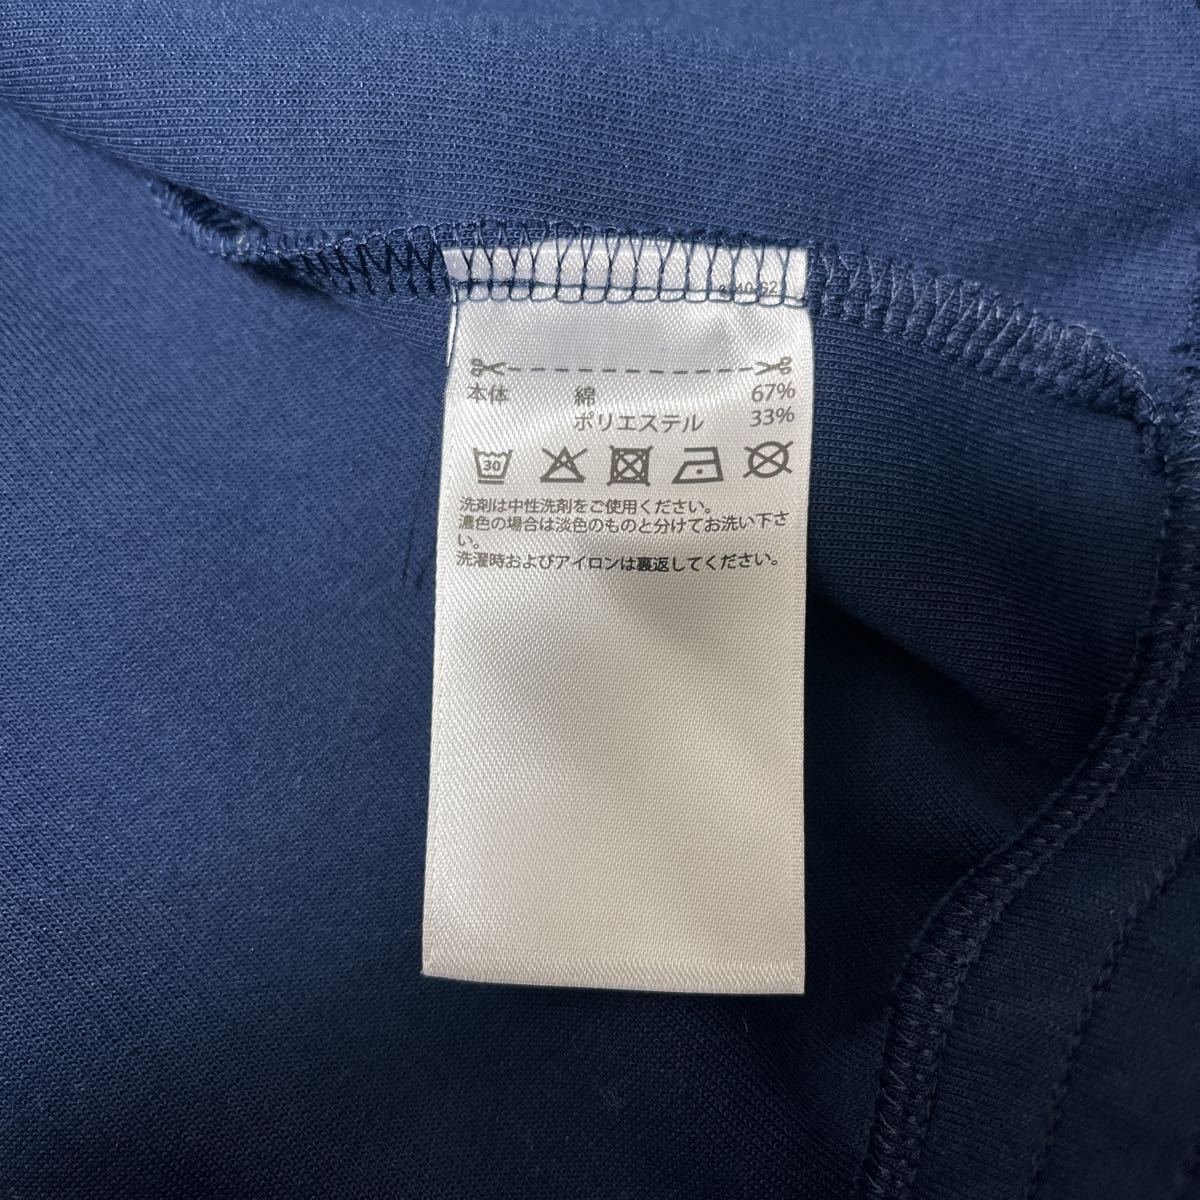 本体 綿 67%
ポリエステル 33%
30
洗剤は中性洗剤をご使用ください。
濃色の場合は淡色のものと分けてお洗い下さ
い。
洗濯時およびアイロンは裏返してください。